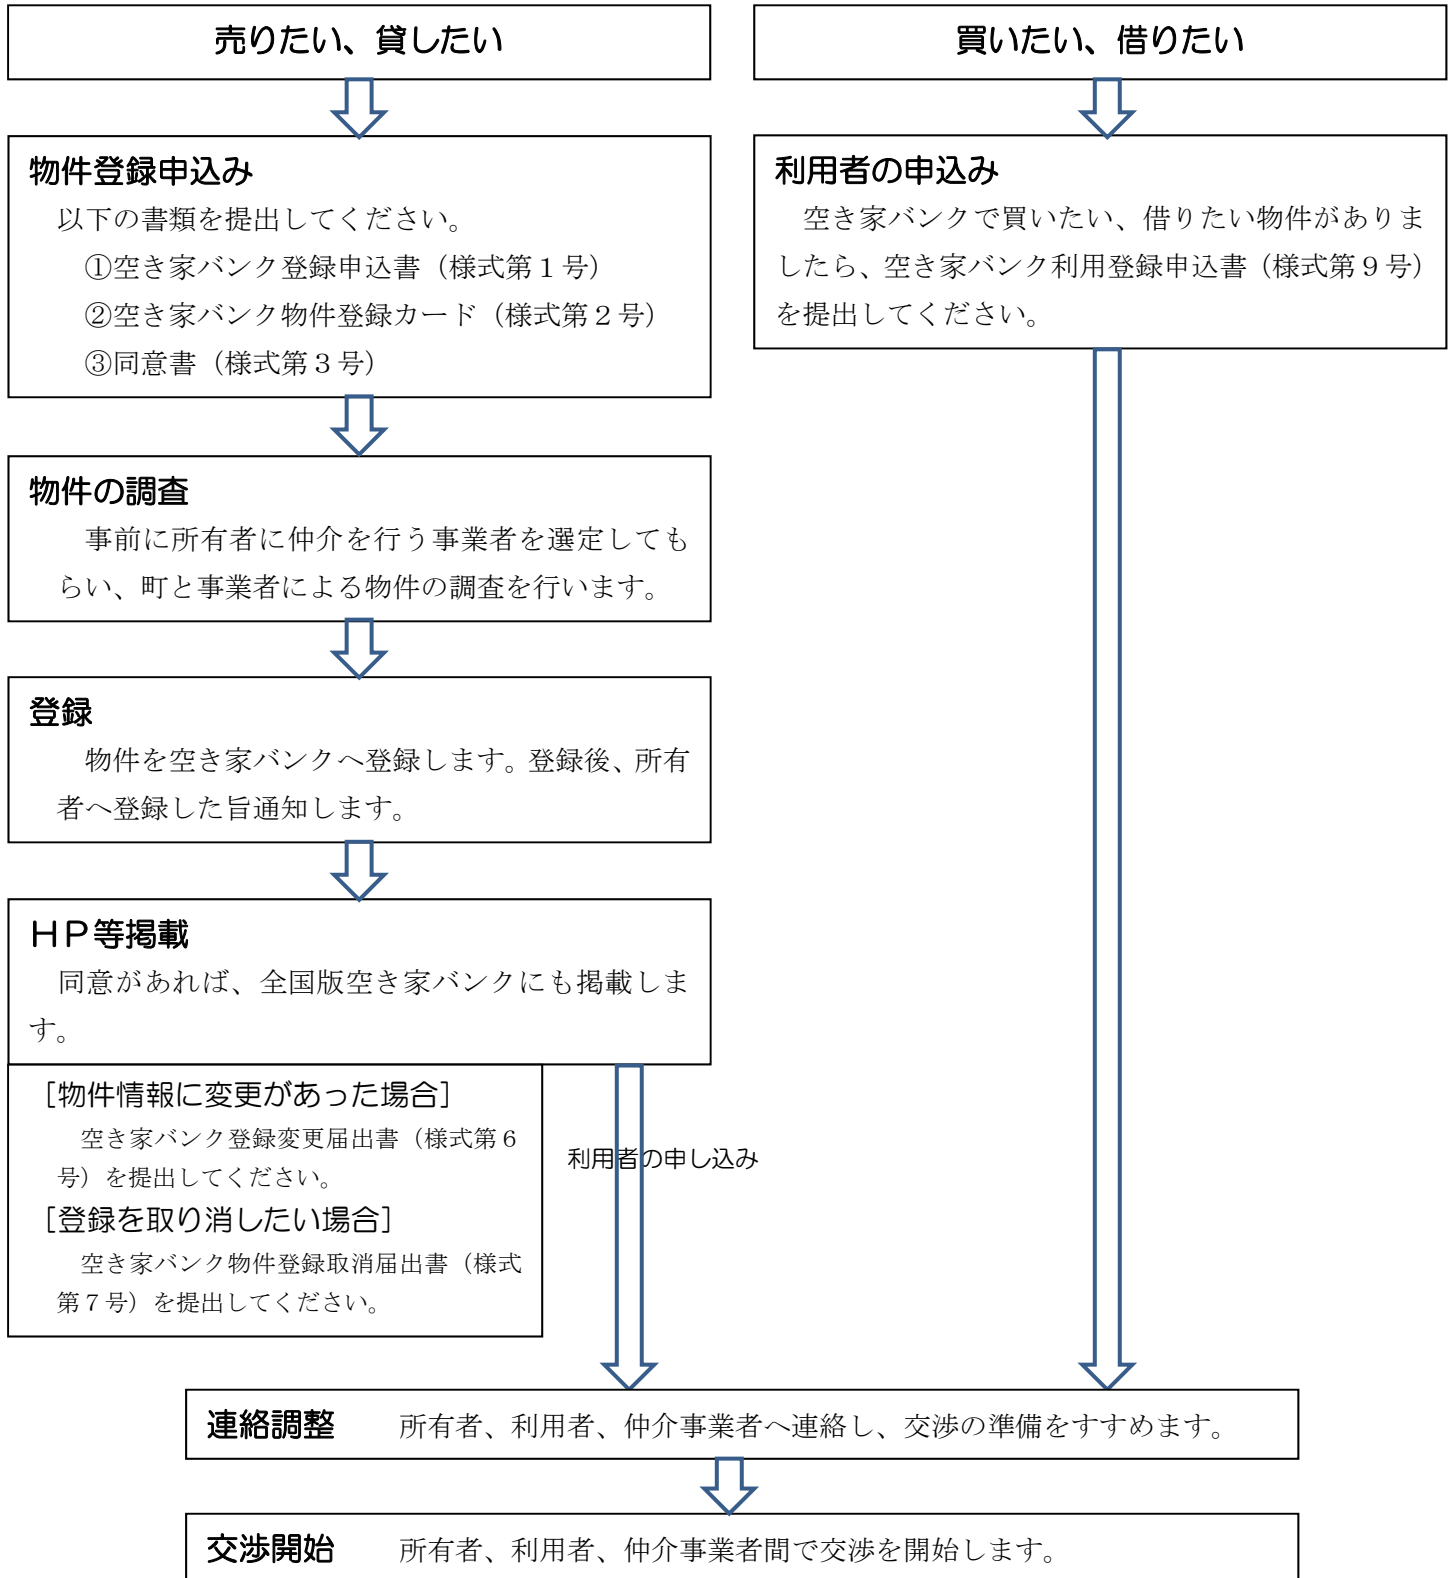 売りたい、貸したい
物件登録申込み
以下の書類を提出してください。
①空き家バンク登録申込書（様式第１号）
②空き家バンク物件登録カード（様式第２号）
③同意書（様式第３号）
物件の調査
事前に所有者に仲介を行う事業者を選定しても
らい、町と事業者による物件の調査を行います。
登録
物件を空き家バンクへ登録します。登録後、所有
者へ登録した旨通知します。
ＨＰ等掲載
同意があれば、全国版空き家バンクにも掲載しま
す。
［物件情報に変更があった場合］
空き家バンク登録変更届出書（様式第６
号）を提出してください。
［登録を取り消したい場合］
空き家バンク物件登録取消届出書（様式
第７号）を提出してください。
利用者の申し込み
買いたい、借りたい
利用者の申込み
空き家バンクで買いたい、借りたい物件がありま
したら、空き家バンク利用登録申込書（様式第９号）
を提出してください。
連絡調整　　所有者、利用者、仲介事業者へ連絡し、交渉の準備をすすめます。
交渉開始　　所有者、利用者、仲介事業者間で交渉を開始します。